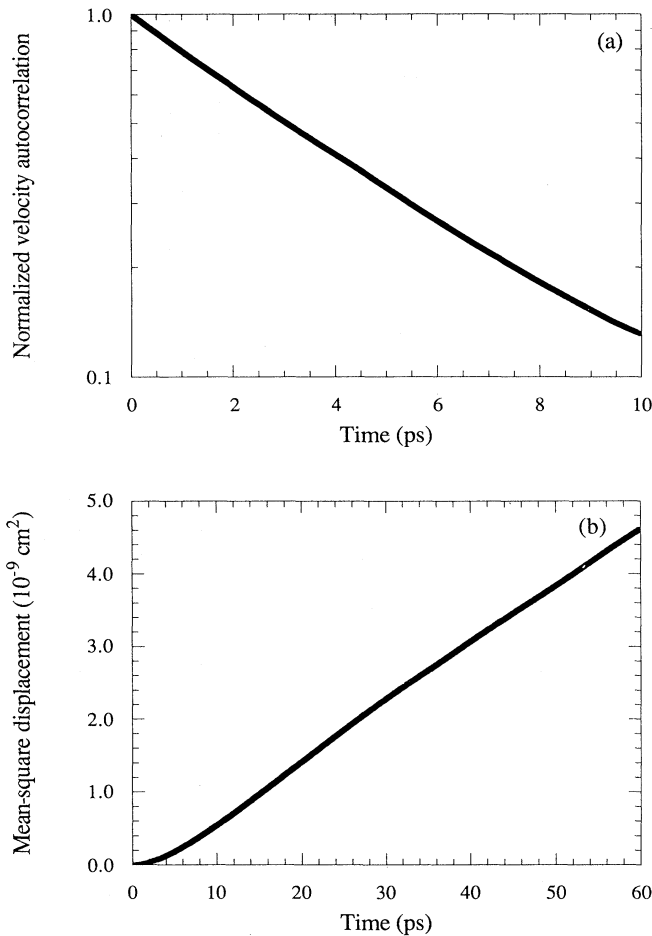 1.0
(a)
Normalized velocity autocorrelation
0.1
0 2 4 6 8 10
Time (ps)
5.0
(b)
4.0
3.0
2.0
1.0
0.0
Mean-square displacement (10⁻⁹ cm²)
0 10 20 30 40 50 60
Time (ps)